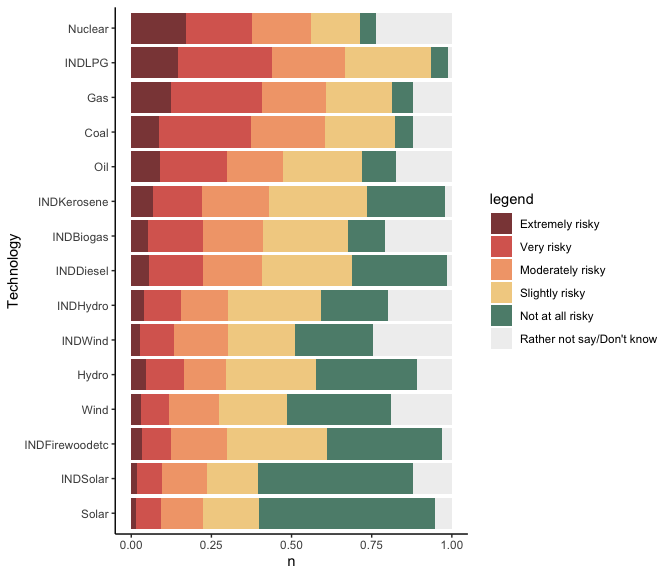 Technology
Nuclear
INDLPG
Gas
Coal
Oil
INDKerosene
INDBiogas
INDDiesel
INDHydro
INDWind
Hydro
Wind
INDFirewoodetc
INDSolar
Solar
0.00 0.25 0.50 0.75 1.00
n
legend
Extremely risky
Very risky
Moderately risky
Slightly risky
Not at all risky
Rather not say/Don't know